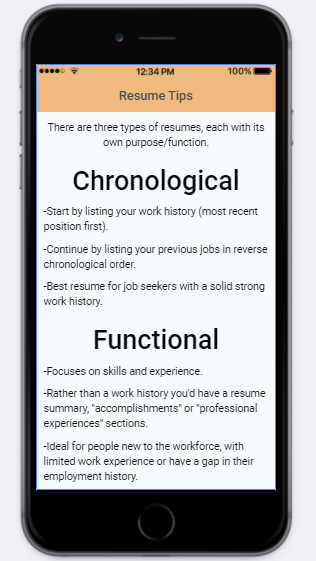 12:34 PM 100%
Resume Tips
There are three types of resumes, each with its
own purpose/function.
Chronological
-Start by listing your work history (most recent
position first).
-Continue by listing your previous jobs in reverse
chronological order.
-Best resume for job seekers with a solid strong
work history.
Functional
-Focuses on skills and experience.
-Rather than a work history you'd have a resume
summary, "accomplishments" or "professional
experiences" sections.
-Ideal for people new to the workforce, with
limited work experience or have a gap in their
employment history.